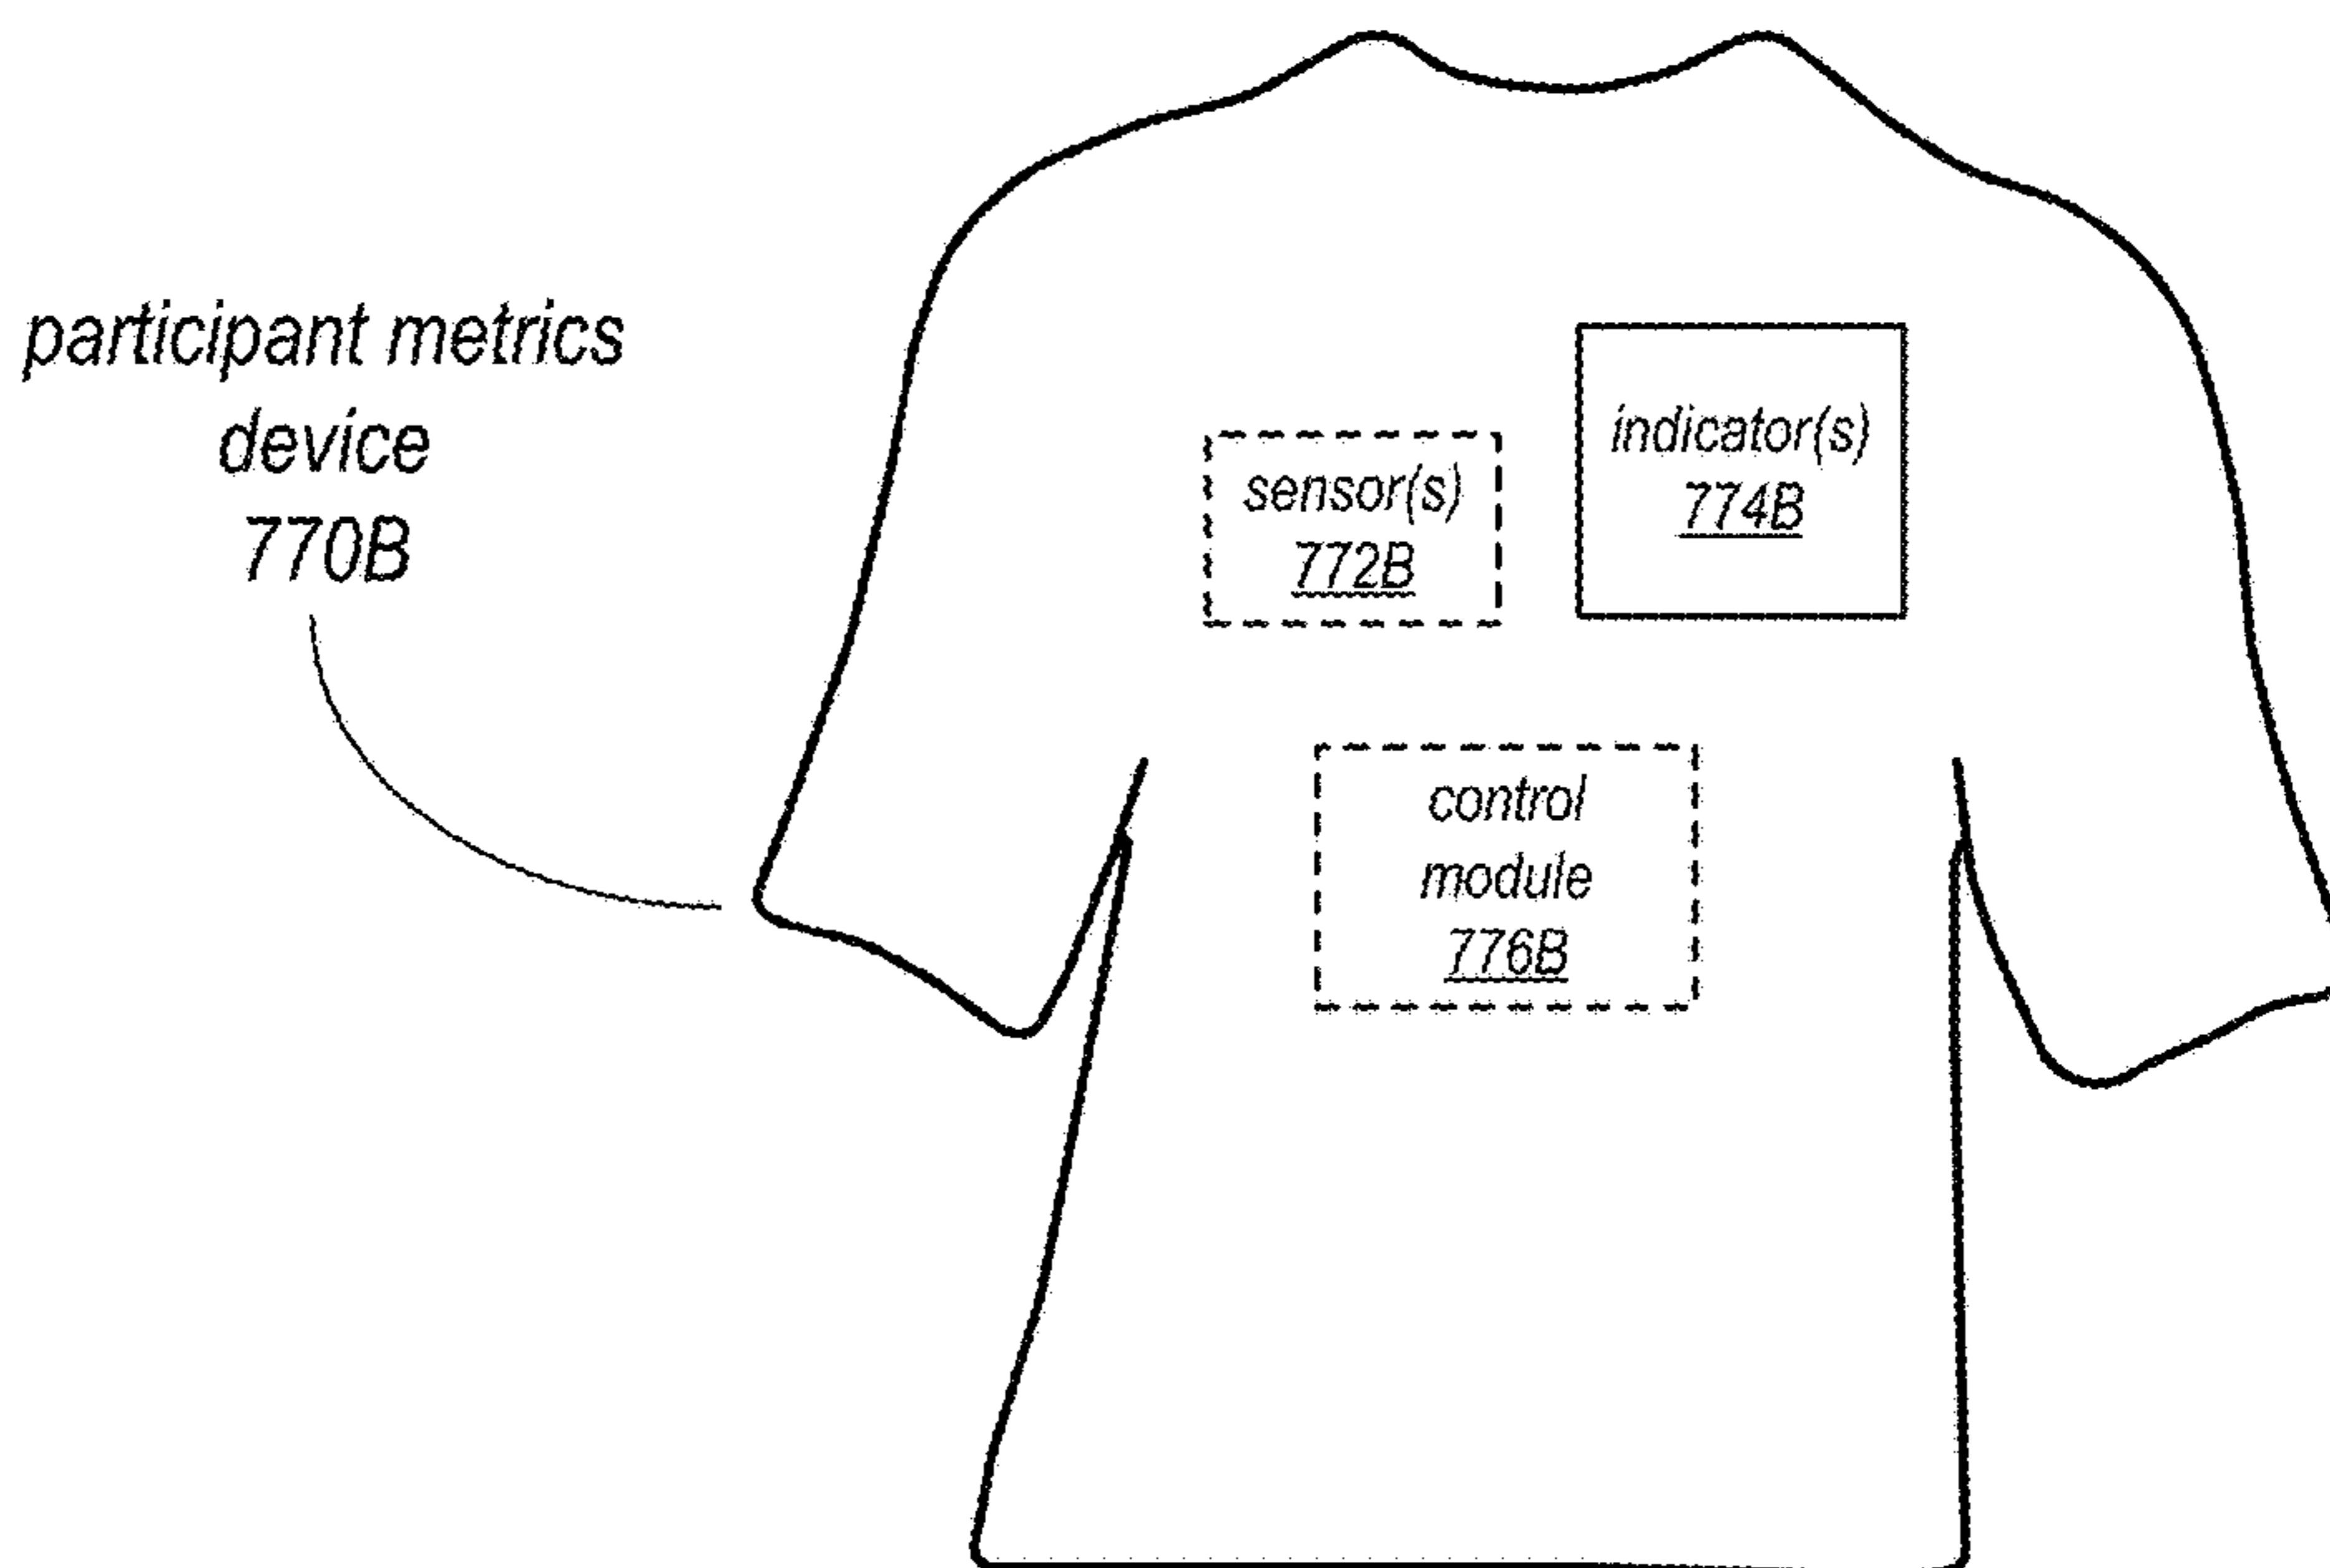 participant metrics
device
770B
indicator(s)
774B
sensor(s)
772B
control
module
776B